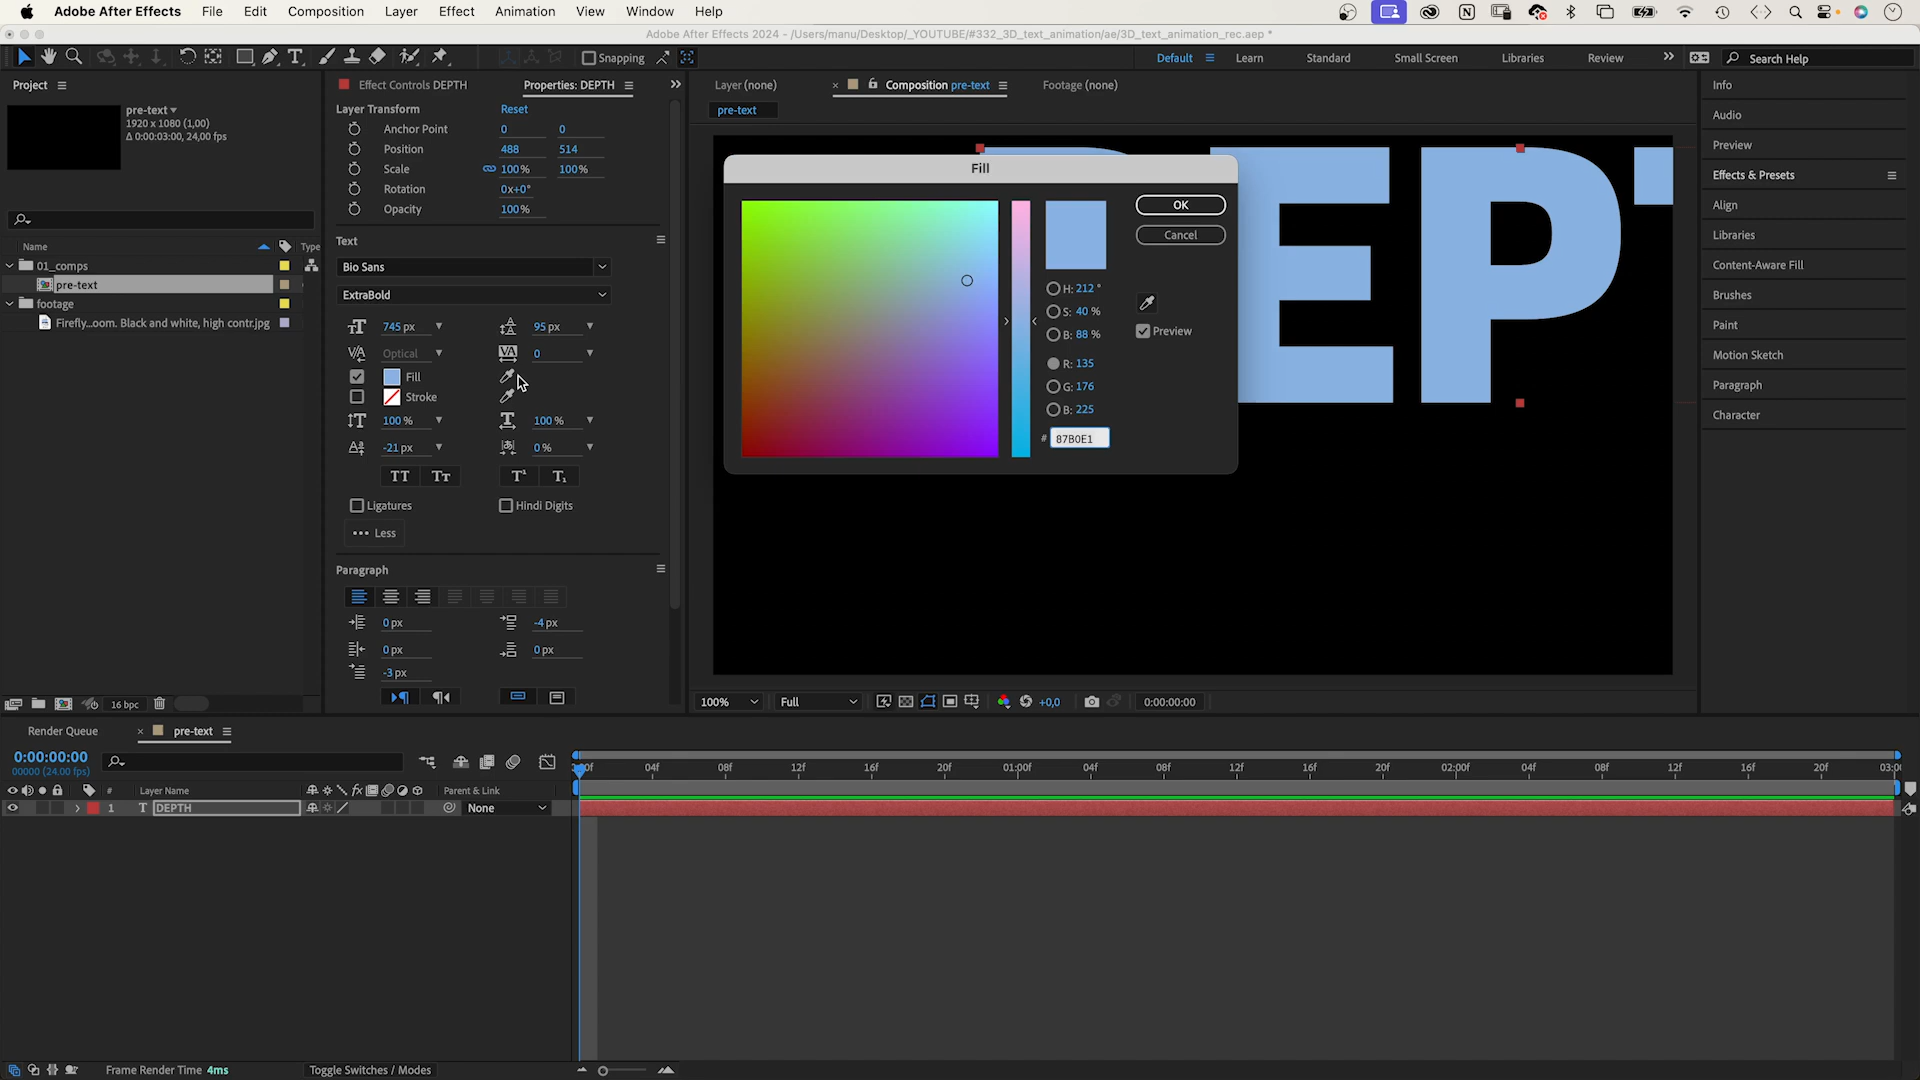 Adobe After Effects File Edit Composition Layer Effect Animation View Window Help
Adobe After Effects 2024 - /Users/manu/Desktop/_YOUTUBE/#332_3D_text_animation/ae/3D_text_animation_rec.aep *
Snapping
Default Learn Standard Small Screen Libraries Review Search Help
Project
pre-text
1920 x 1080 (1,00)
Δ 0:00:03:00, 24,00 fps
Name Type
01_comps
pre-text
footage
Firefly...oom. Black and white, high contr.jpg
16 bpc
Effect Controls DEPTH Properties: DEPTH
Layer Transform Reset
Anchor Point 0 0
Position 488 514
Scale 100 % 100 %
Rotation 0x+0°
Opacity 100 %
Text
Bio Sans
ExtraBold
745 px 95 px
Optical 0
Fill
Stroke
100 % 100 %
-21 px 0 %
TT Tт T¹ T₁
Ligatures Hindi Digits
Less
Paragraph
0 px -4 px
0 px 0 px
-3 px
Layer (none) Composition pre-text Footage (none)
pre-text
EP
Fill
OK
Cancel
H: 212 °
S: 40 %
B: 88 %
Preview
R: 135
G: 176
B: 225
# 87B0E1
100% Full +0,0 0:00:00:00
Info
Audio
Preview
Effects & Presets
Align
Libraries
Content-Aware Fill
Brushes
Paint
Motion Sketch
Paragraph
Character
Render Queue pre-text
0:00:00:00
00000 (24.00 fps)
# Layer Name Parent & Link
04f 08f 12f 16f 20f 01:00f 04f 08f 12f 16f 20f 02:00f 04f 08f 12f 16f 20f
1 T DEPTH None
Frame Render Time 4ms Toggle Switches / Modes